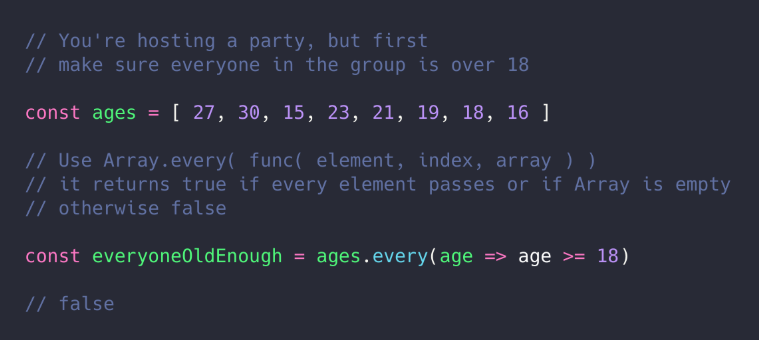 // You're hosting a party, but first
// make sure everyone in the group is over 18
const ages = [ 27, 30, 15, 23, 21, 19, 18, 16 ]
// Use Array.every( func( element, index, array ) )
// it returns true if every element passes or if Array is empty
// otherwise false
const everyoneOldEnough = ages.every(age => age >= 18)
// false